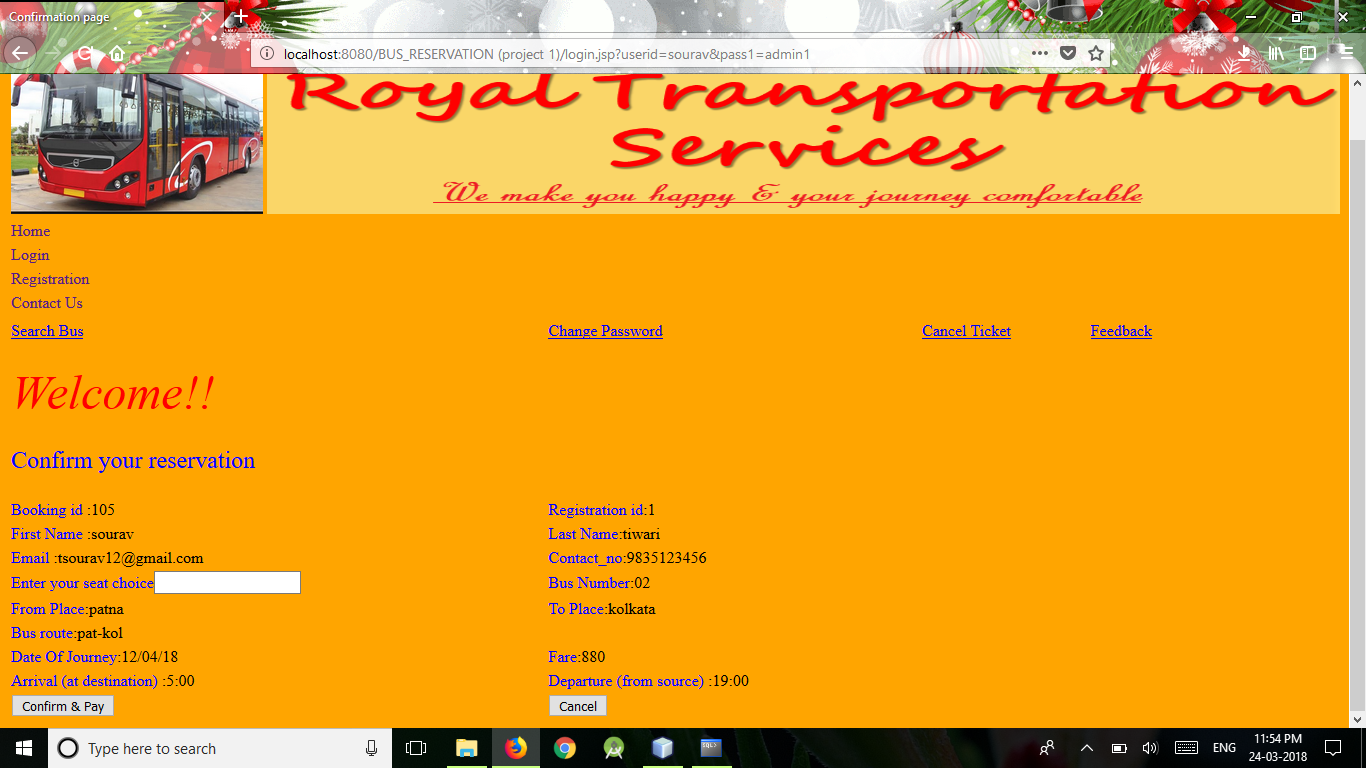 Confirmation page
localhost:8080/BUS_RESERVATION (project 1)/login.jsp?userid=sourav&pass1=admin1
Royal Transportation
Services
We make you happy & your journey comfortable
Home
Login
Registration
Contact Us
Search Bus Change Password Cancel Ticket Feedback
Welcome!!
Confirm your reservation
Booking id :105 Registration id:1
First Name :sourav Last Name:tiwari
Email :tsourav12@gmail.com Contact_no:9835123456
Enter your seat choice Bus Number:02
From Place:patna To Place:kolkata
Bus route:pat-kol
Date Of Journey:12/04/18 Fare:880
Arrival (at destination) :5:00 Departure (from source) :19:00
Confirm & Pay Cancel
Type here to search SQL> ENG 11:54 PM
24-03-2018